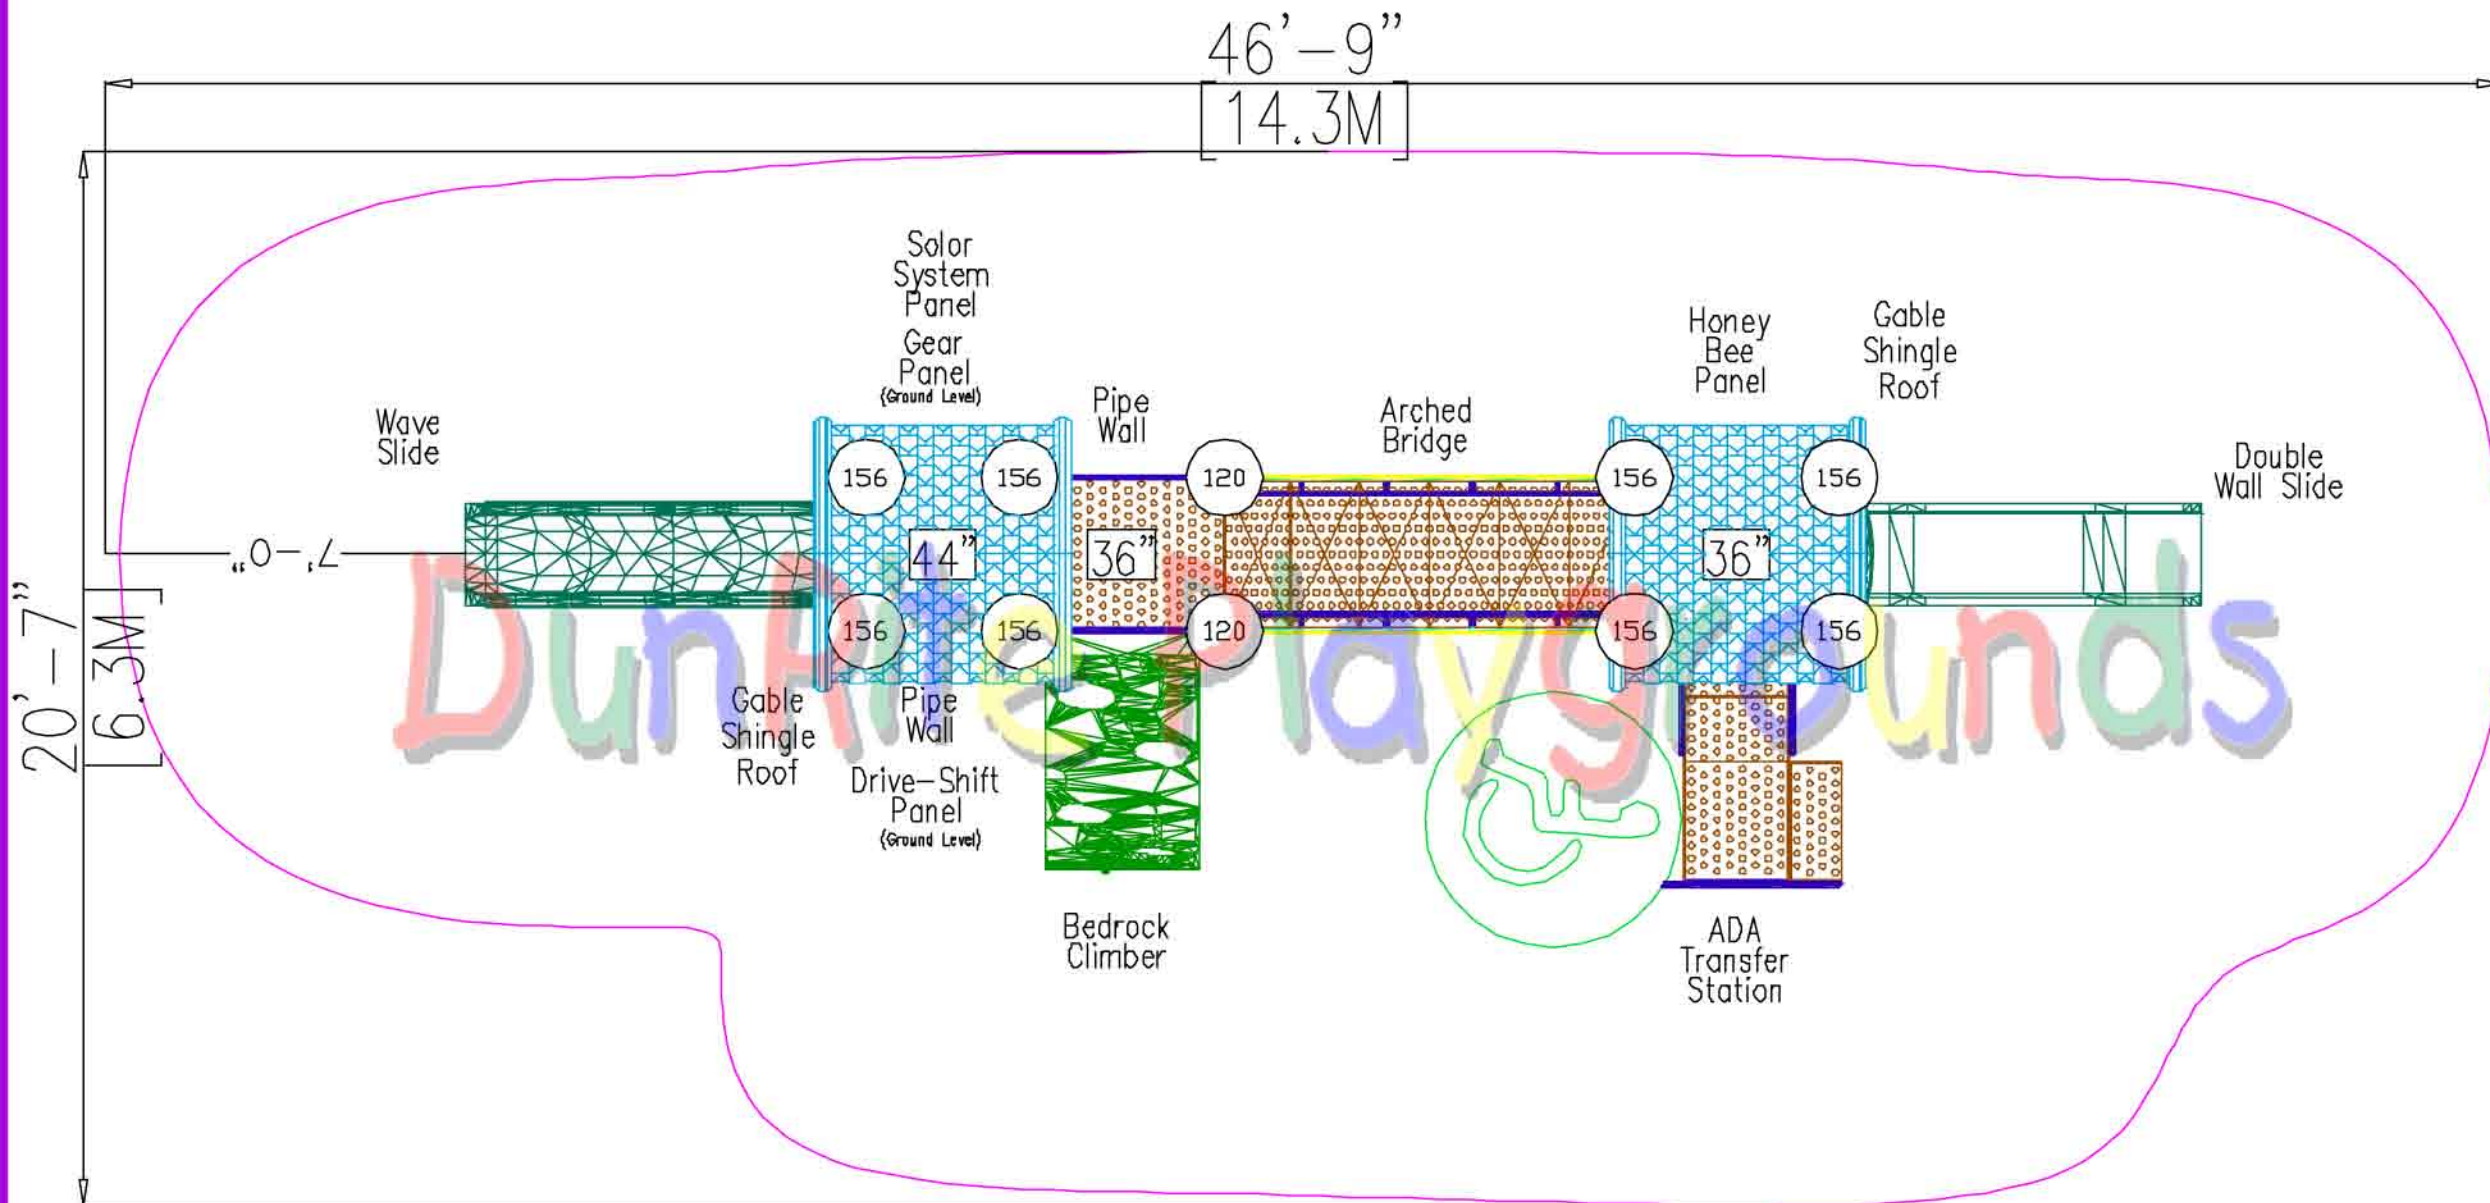 46'-9"
[14.3M]
20'-7"
[6.3M]
7'-0"
Solor
System
Panel
Gear
Panel
(Ground Level)
Wave
Slide
Pipe
Wall
Arched
Bridge
Honey
Bee
Panel
Gable
Shingle
Roof
Double
Wall Slide
156
156
120
156
156
44"
36"
36"
156
156
120
156
156
DunRite Playgrounds
Gable
Shingle
Roof
Pipe
Wall
Drive-Shift
Panel
(Ground Level)
Bedrock
Climber
ADA
Transfer
Station